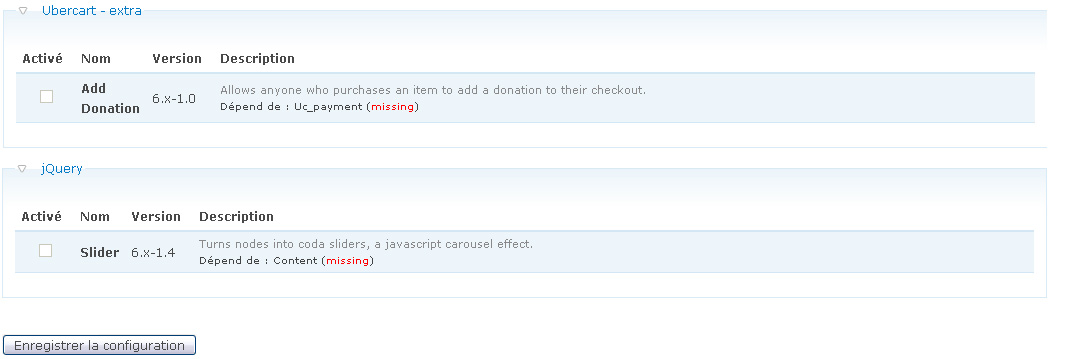 Ubercart - extra
Activé Nom Version Description
Add Donation 6.x-1.0 Allows anyone who purchases an item to add a donation to their checkout.
Dépend de : Uc_payment (missing)
jQuery
Activé Nom Version Description
Slider 6.x-1.4 Turns nodes into coda sliders, a javascript carousel effect.
Dépend de : Content (missing)
Enregistrer la configuration